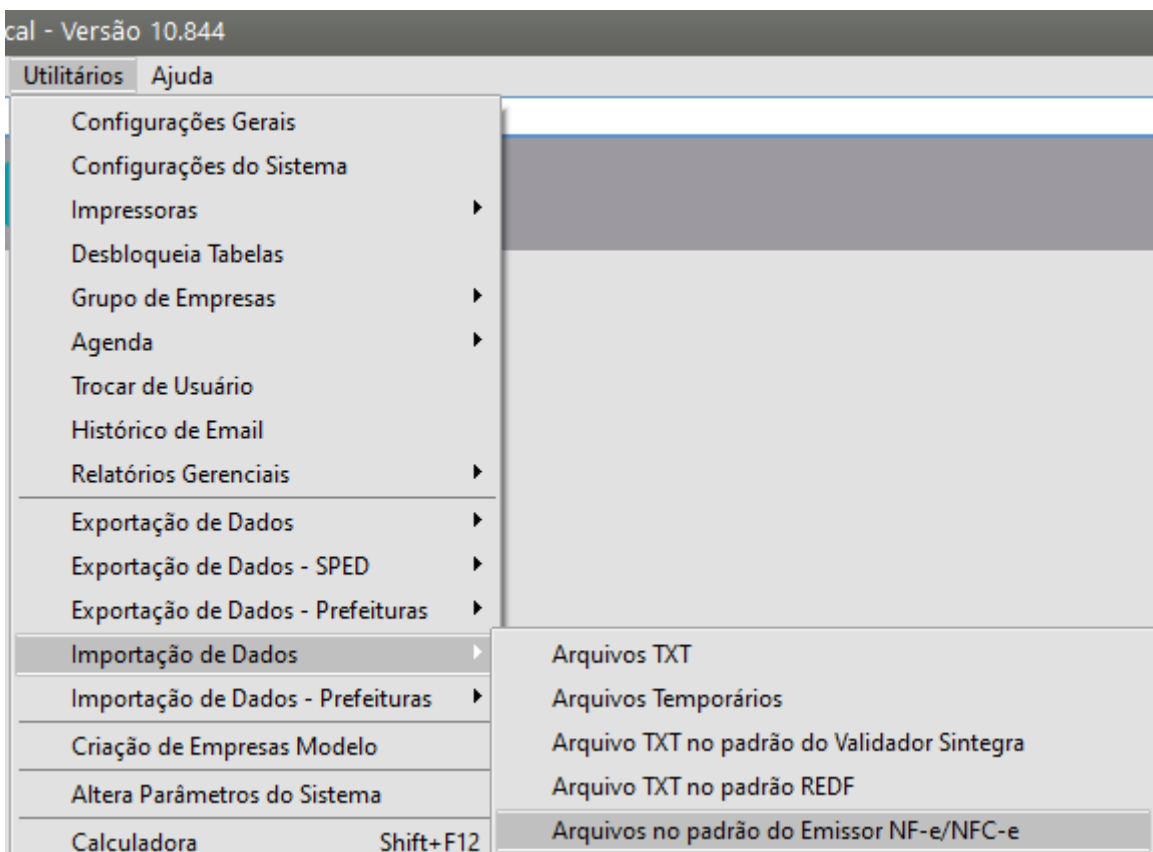 cal - Versão 10.844
Utilitários Ajuda
Configurações Gerais
Configurações do Sistema
Impressoras
Desbloqueia Tabelas
Grupo de Empresas
Agenda
Trocar de Usuário
Histórico de Email
Relatórios Gerenciais
Exportação de Dados
Exportação de Dados - SPED
Exportação de Dados - Prefeituras
Importação de Dados
Importação de Dados - Prefeituras
Criação de Empresas Modelo
Altera Parâmetros do Sistema
Calculadora Shift+F12
Arquivos TXT
Arquivos Temporários
Arquivo TXT no padrão do Validador Sintegra
Arquivo TXT no padrão REDF
Arquivos no padrão do Emissor NF-e/NFC-e